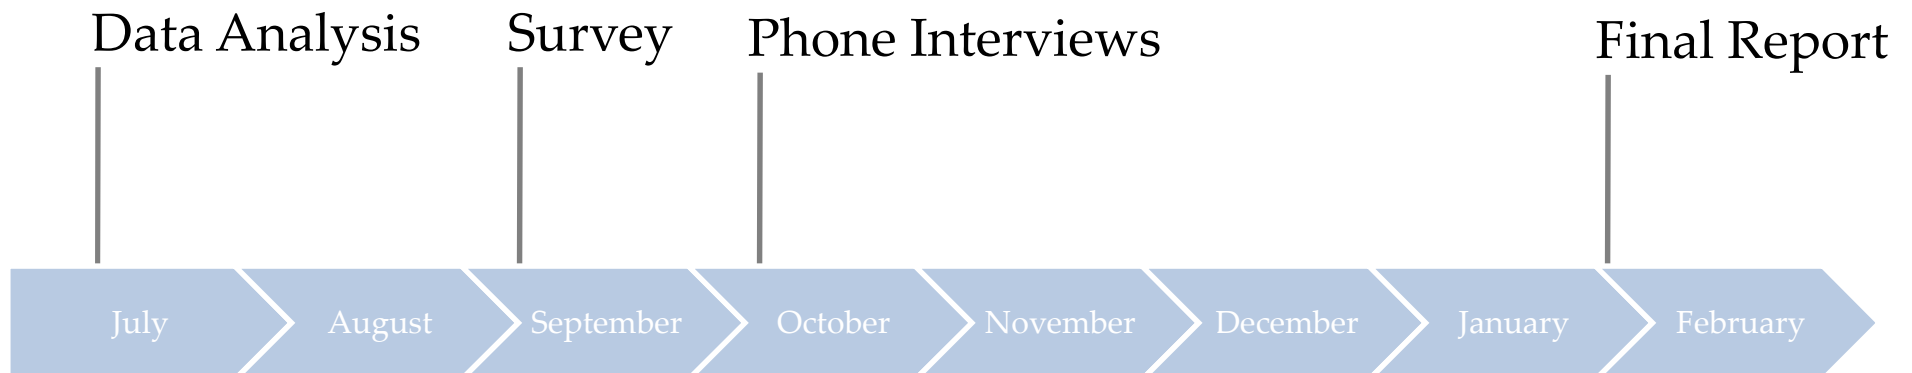 Data Analysis
Survey
Phone Interviews
Final Report
July
August
September
October
November
December
January
February